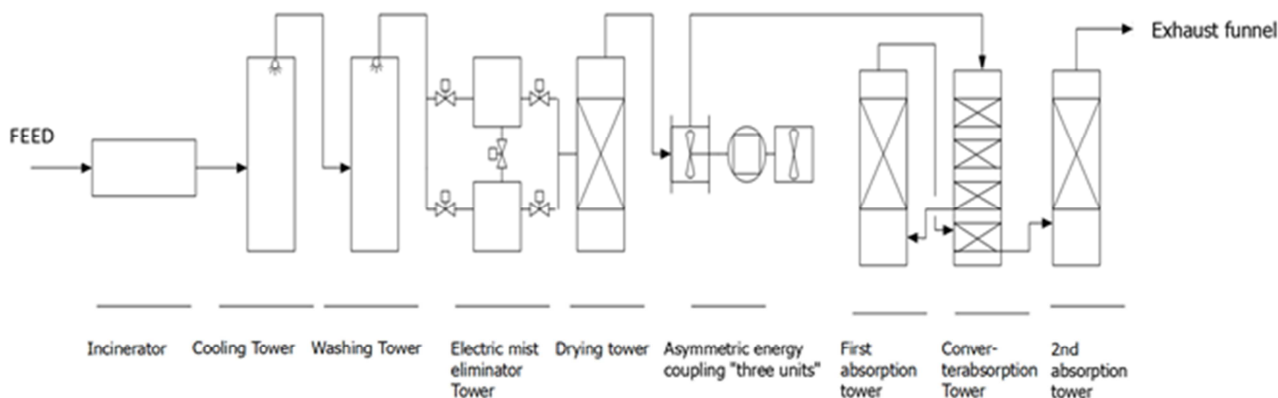 Exhaust funnel
FEED
Incinerator
Cooling Tower
Washing Tower
Electric mist
eliminator
Tower
Drying tower
Asymmetric energy
coupling "three units"
First
absorption
tower
Conver-
terabsorption
Tower
2nd
absorption
tower